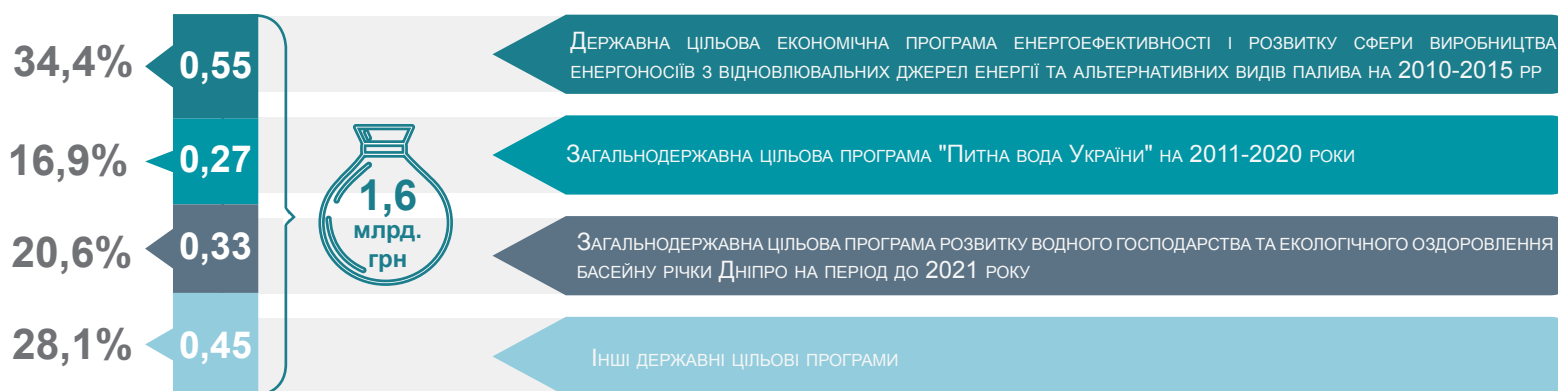 34,4%
0,55
ДЕРЖАВНА ЦІЛЬОВА ЕКОНОМІЧНА ПРОГРАМА ЕНЕРГОЕФЕКТИВНОСТІ І РОЗВИТКУ СФЕРИ ВИРОБНИЦТВА
ЕНЕРГОНОСІЇВ З ВІДНОВЛЮВАЛЬНИХ ДЖЕРЕЛ ЕНЕРГІЇ ТА АЛЬТЕРНАТИВНИХ ВИДІВ ПАЛИВА НА 2010-2015 РР
16,9%
0,27
ЗАГАЛЬНОДЕРЖАВНА ЦІЛЬОВА ПРОГРАМА "ПИТНА ВОДА УКРАЇНИ" НА 2011-2020 РОКИ
1,6
млрд.
грн
20,6%
0,33
ЗАГАЛЬНОДЕРЖАВНА ЦІЛЬОВА ПРОГРАМА РОЗВИТКУ ВОДНОГО ГОСПОДАРСТВА ТА ЕКОЛОГІЧНОГО ОЗДОРОВЛЕННЯ
БАСЕЙНУ РІЧКИ ДНІПРО НА ПЕРІОД ДО 2021 РОКУ
28,1%
0,45
ІНШІ ДЕРЖАВНІ ЦІЛЬОВІ ПРОГРАМИ